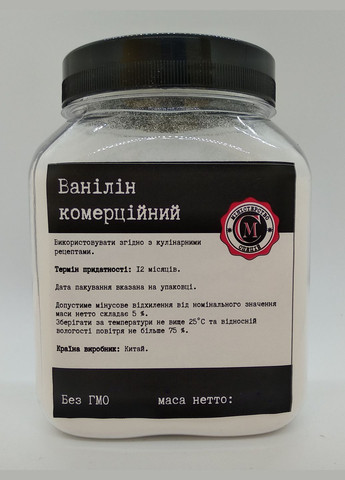 Ванілін
комерційний
Використовувати згідно з кулінарними
рецептами.
Термін придатності: 12 місяців.
Дата пакування вказана на упаковці.
Допустиме мінусове відхилення від номінального значення
маси нетто складає 5 %.
Зберігати за температури не вище 25°C та відносній
вологості повітря не більше 75 %.
Країна виробник: Китай.
Без ГМО маса нетто: